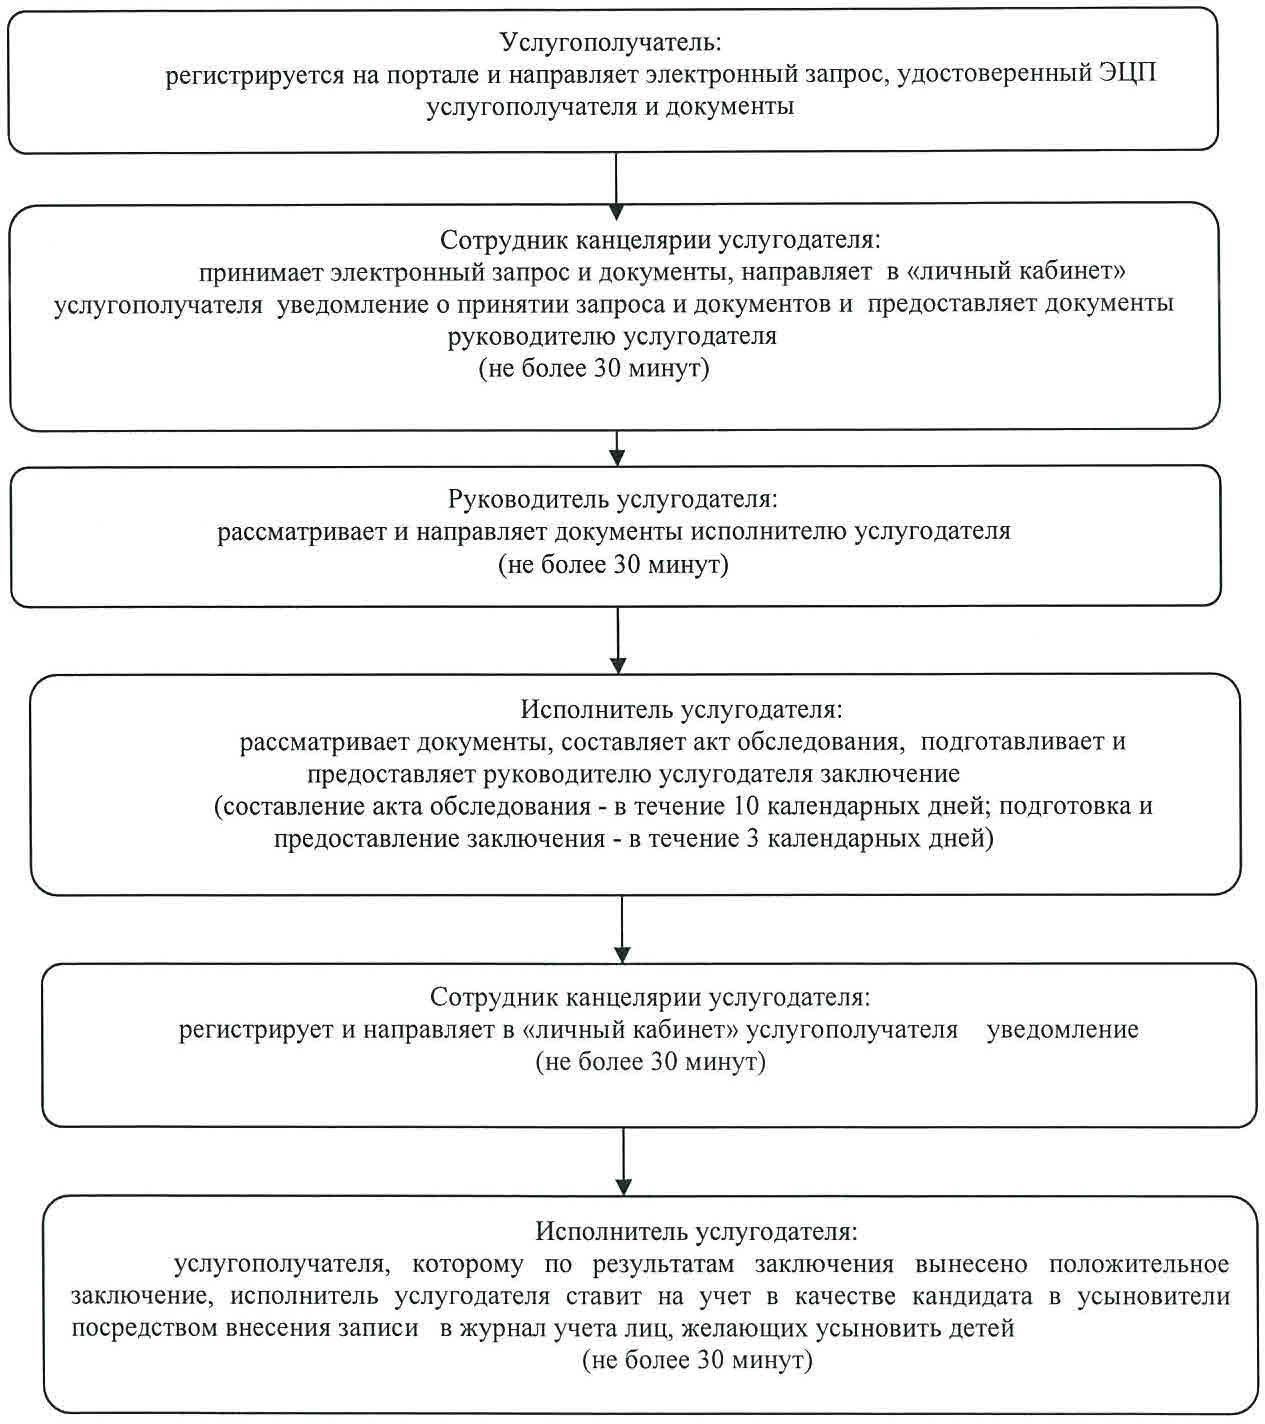 Услугополучатель:
регистрируется на портале и направляет электронный запрос, удостоверенный ЭЦП
услугополучателя и документы
Сотрудник канцелярии услугодателя:
принимает электронный запрос и документы, направляет в «личный кабинет»
услугополучателя уведомление о принятии запроса и документов и предоставляет документы
руководителю услугодателя
(не более 30 минут)
Руководитель услугодателя:
рассматривает и направляет документы исполнителю услугодателя
(не более 30 минут)
Исполнитель услугодателя:
рассматривает документы, составляет акт обследования, подготавливает и
предоставляет руководителю услугодателя заключение
(составление акта обследования - в течение 10 календарных дней; подготовка и
предоставление заключения - в течение 3 календарных дней)
Сотрудник канцелярии услугодателя:
регистрирует и направляет в «личный кабинет» услугополучателя уведомление
(не более 30 минут)
Исполнитель услугодателя:
услугополучателя, которому по результатам заключения вынесено положительное
заключение, исполнитель услугодателя ставит на учет в качестве кандидата в усыновители
посредством внесения записи в журнал учета лиц, желающих усыновить детей
(не более 30 минут)